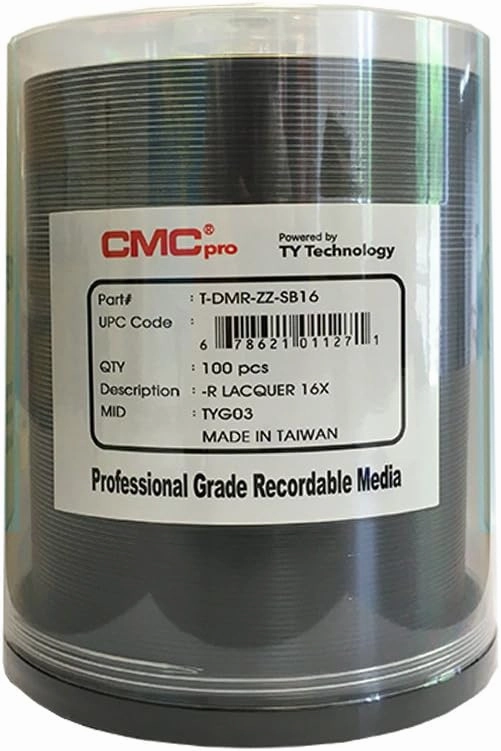 CMC® pro
Powered by
TY Technology
Part# : T-DMR-ZZ-SB16
UPC Code :
6 78621 01127 1
QTY : 100 pcs
Description : -R LACQUER 16X
MID : TYG03
MADE IN TAIWAN
Professional Grade Recordable Media